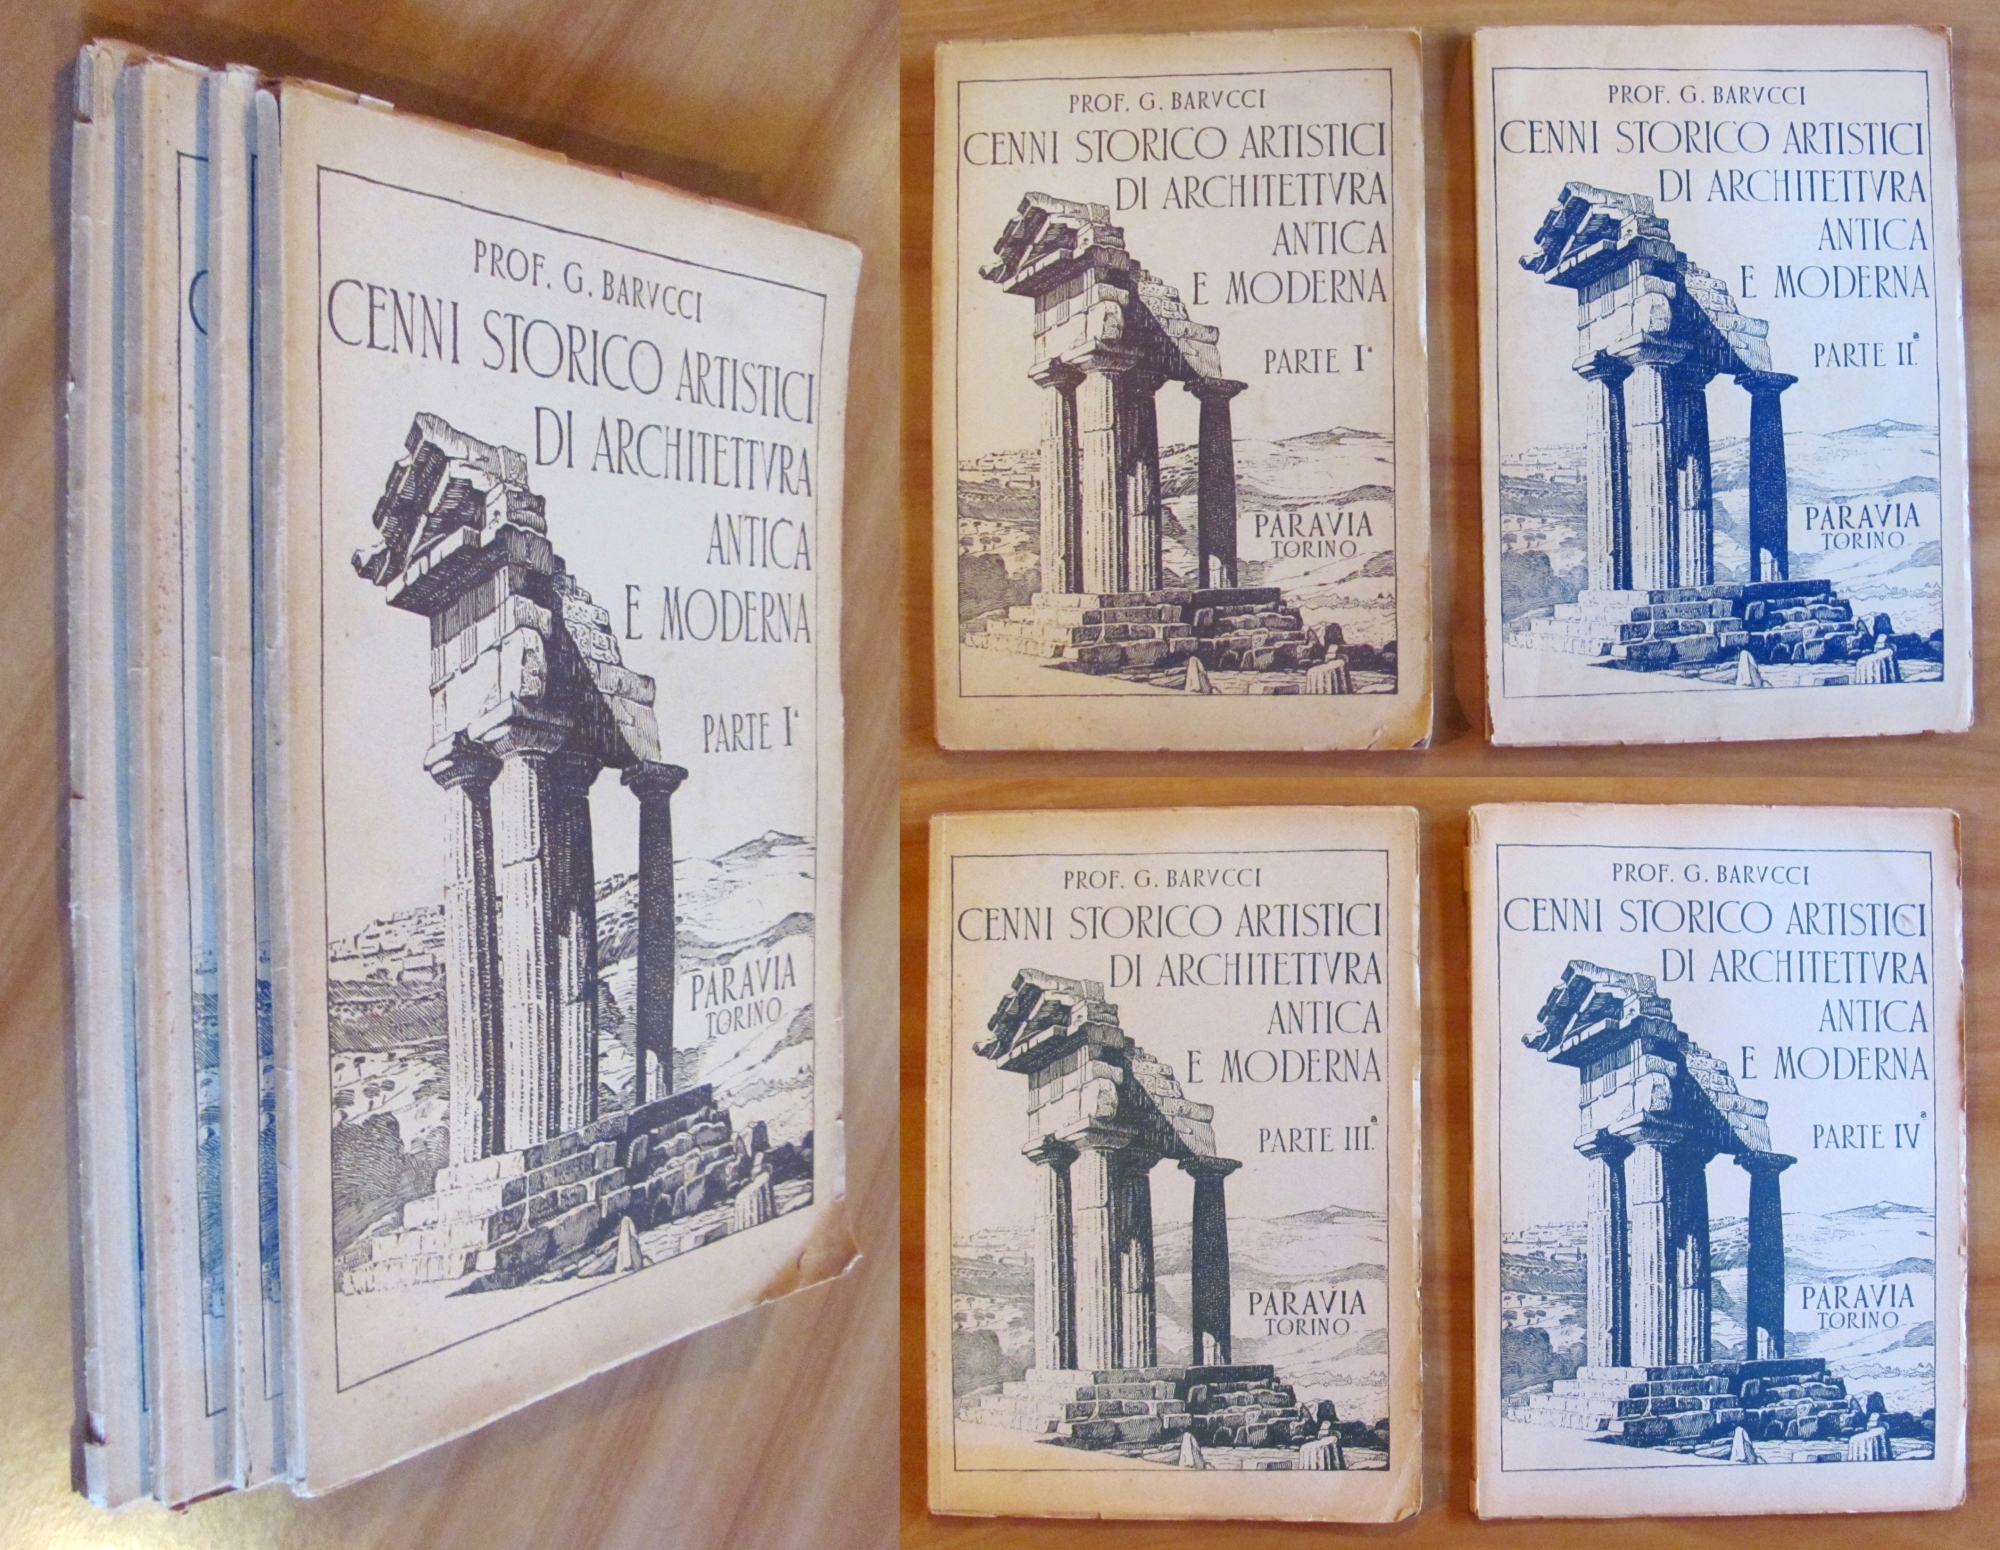 PROF. G. BARVCCI
CENNI STORICO ARTISTICI
DI ARCHITETTVRA
ANTICA
E MODERNA
PARTE Iª
PARAVIA
TORINO
PROF. G. BARVCCI
CENNI STORICO ARTISTICI
DI ARCHITETTVRA
ANTICA
E MODERNA
PARTE Iª
PARAVIA
TORINO
PROF. G. BARVCCI
CENNI STORICO ARTISTICI
DI ARCHITETTVRA
ANTICA
E MODERNA
PARTE II.ª
PARAVIA
TORINO
PROF. G. BARVCCI
CENNI STORICO ARTISTICI
DI ARCHITETTVRA
ANTICA
E MODERNA
PARTE III.ª
PARAVIA
TORINO
PROF. G. BARVCCI
CENNI STORICO ARTISTICI
DI ARCHITETTVRA
ANTICA
E MODERNA
PARTE IVª
PARAVIA
TORINO